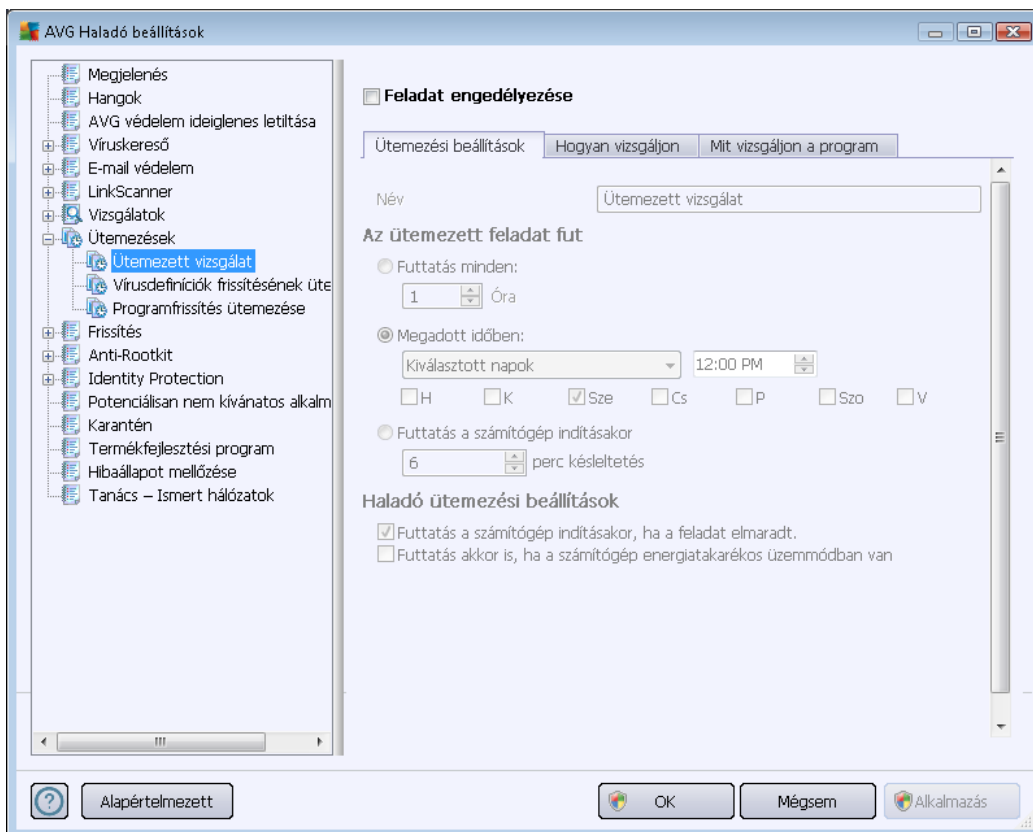 AVG Haladó beállítások
Megjelenés
Hangok
AVG védelem ideiglenes letiltása
Víruskereső
E-mail védelem
LinkScanner
Vizsgálatok
Ütemezések
Ütemezett vizsgálat
Vírusdefiníciók frissítésének üte
Programfrissítés ütemezése
Frissítés
Anti-Rootkit
Identity Protection
Potenciálisan nem kívánatos alkalm
Karantén
Termékfejlesztési program
Hibaállapot mellőzése
Tanács – Ismert hálózatok
Feladat engedélyezése
Ütemezési beállítások Hogyan vizsgáljon Mit vizsgáljon a program
Név Ütemezett vizsgálat
Az ütemezett feladat fut
Futtatás minden:
1 Óra
Megadott időben:
Kiválasztott napok 12:00 PM
H K Sze Cs P Szo V
Futtatás a számítógép indításakor
6 perc késleltetés
Haladó ütemezési beállítások
Futtatás a számítógép indításakor, ha a feladat elmaradt.
Futtatás akkor is, ha a számítógép energiatakarékos üzemmódban van
? Alapértelmezett OK Mégsem Alkalmazás